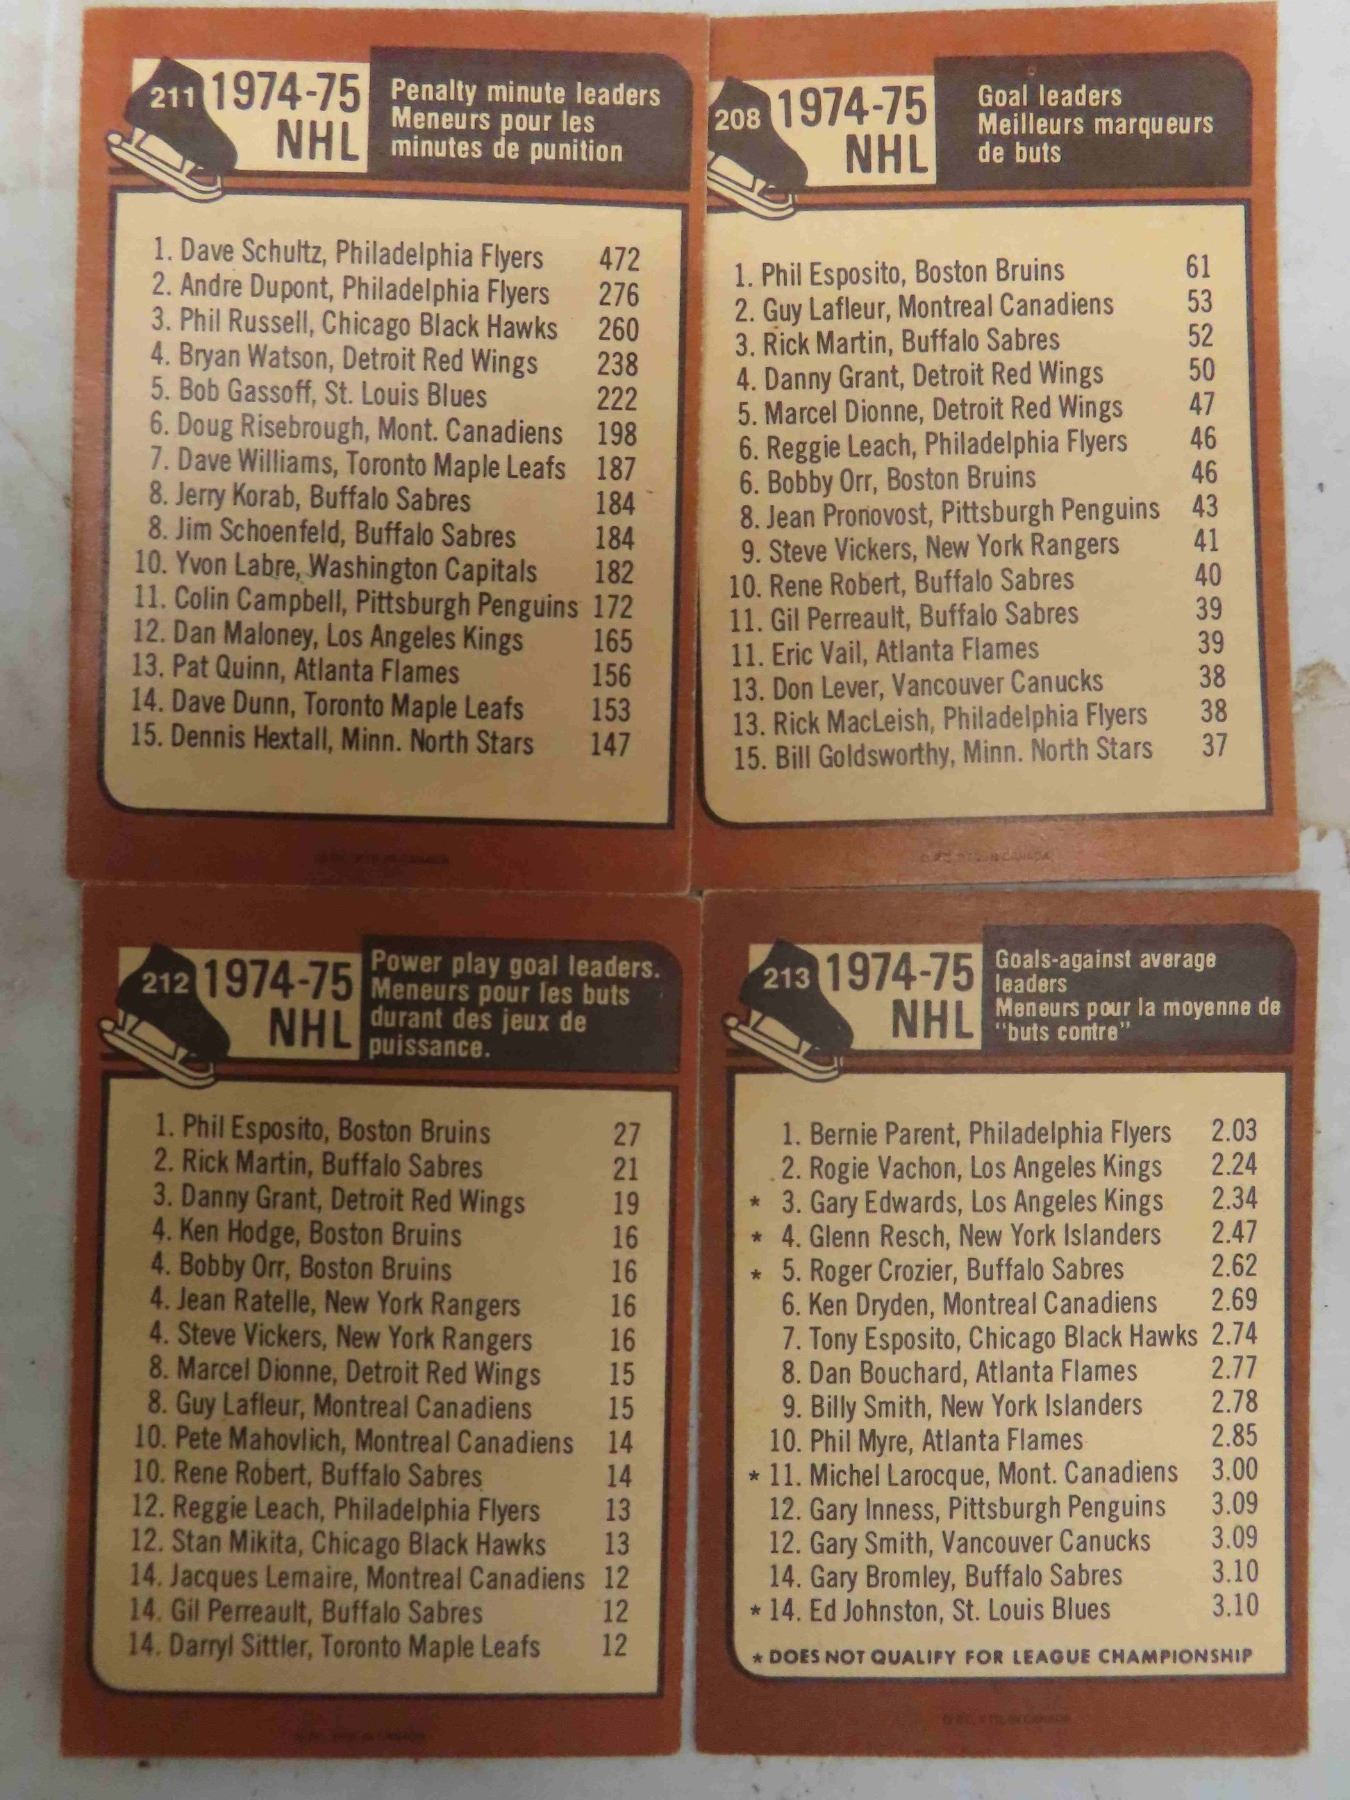 211 1974-75
NHL
Penalty minute leaders
Meneurs pour les
minutes de punition
1. Dave Schultz, Philadelphia Flyers 472
2. Andre Dupont, Philadelphia Flyers 276
3. Phil Russell, Chicago Black Hawks 260
4. Bryan Watson, Detroit Red Wings 238
5. Bob Gassoff, St. Louis Blues 222
6. Doug Risebrough, Mont. Canadiens 198
7. Dave Williams, Toronto Maple Leafs 187
8. Jerry Korab, Buffalo Sabres 184
8. Jim Schoenfeld, Buffalo Sabres 184
10. Yvon Labre, Washington Capitals 182
11. Colin Campbell, Pittsburgh Penguins 172
12. Dan Maloney, Los Angeles Kings 165
13. Pat Quinn, Atlanta Flames 156
14. Dave Dunn, Toronto Maple Leafs 153
15. Dennis Hextall, Minn. North Stars 147
208 1974-75
NHL
Goal leaders
Meilleurs marqueurs
de buts
1. Phil Esposito, Boston Bruins 61
2. Guy Lafleur, Montreal Canadiens 53
3. Rick Martin, Buffalo Sabres 52
4. Danny Grant, Detroit Red Wings 50
5. Marcel Dionne, Detroit Red Wings 47
6. Reggie Leach, Philadelphia Flyers 46
6. Bobby Orr, Boston Bruins 46
8. Jean Pronovost, Pittsburgh Penguins 43
9. Steve Vickers, New York Rangers 41
10. Rene Robert, Buffalo Sabres 40
11. Gil Perreault, Buffalo Sabres 39
11. Eric Vail, Atlanta Flames 39
13. Don Lever, Vancouver Canucks 38
13. Rick MacLeish, Philadelphia Flyers 38
15. Bill Goldsworthy, Minn. North Stars 37
212 1974-75
NHL
Power play goal leaders.
Meneurs pour les buts
durant des jeux de
puissance.
1. Phil Esposito, Boston Bruins 27
2. Rick Martin, Buffalo Sabres 21
3. Danny Grant, Detroit Red Wings 19
4. Ken Hodge, Boston Bruins 16
4. Bobby Orr, Boston Bruins 16
4. Jean Ratelle, New York Rangers 16
4. Steve Vickers, New York Rangers 16
8. Marcel Dionne, Detroit Red Wings 15
8. Guy Lafleur, Montreal Canadiens 15
10. Pete Mahovlich, Montreal Canadiens 14
10. Rene Robert, Buffalo Sabres 14
12. Reggie Leach, Philadelphia Flyers 13
12. Stan Mikita, Chicago Black Hawks 13
14. Jacques Lemaire, Montreal Canadiens 12
14. Gil Perreault, Buffalo Sabres 12
14. Darryl Sittler, Toronto Maple Leafs 12
213 1974-75
NHL
Goals-against average
leaders
Meneurs pour la moyenne de
"buts contre"
1. Bernie Parent, Philadelphia Flyers 2.03
2. Rogie Vachon, Los Angeles Kings 2.24
* 3. Gary Edwards, Los Angeles Kings 2.34
* 4. Glenn Resch, New York Islanders 2.47
* 5. Roger Crozier, Buffalo Sabres 2.62
6. Ken Dryden, Montreal Canadiens 2.69
7. Tony Esposito, Chicago Black Hawks 2.74
8. Dan Bouchard, Atlanta Flames 2.77
9. Billy Smith, New York Islanders 2.78
10. Phil Myre, Atlanta Flames 2.85
* 11. Michel Larocque, Mont. Canadiens 3.00
12. Gary Inness, Pittsburgh Penguins 3.09
12. Gary Smith, Vancouver Canucks 3.09
14. Gary Bromley, Buffalo Sabres 3.10
* 14. Ed Johnston, St. Louis Blues 3.10
* DOES NOT QUALIFY FOR LEAGUE CHAMPIONSHIP